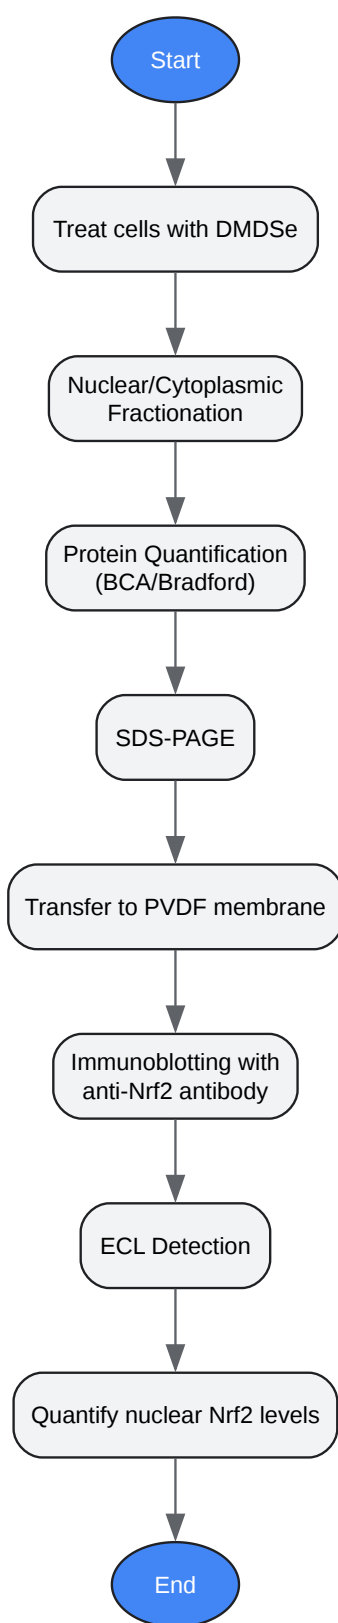 Start
Treat cells with DMDSe
Nuclear/Cytoplasmic
Fractionation
Protein Quantification
(BCA/Bradford)
SDS-PAGE
Transfer to PVDF membrane
Immunoblotting with
anti-Nrf2 antibody
ECL Detection
Quantify nuclear Nrf2 levels
End